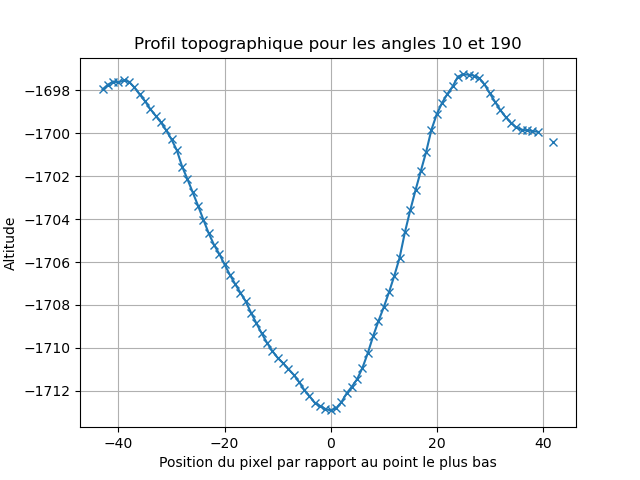 Profil topographique pour les angles 10 et 190
Altitude
−1698
−1700
−1702
−1704
−1706
−1708
−1710
−1712
−40 −20 0 20 40
Position du pixel par rapport au point le plus bas